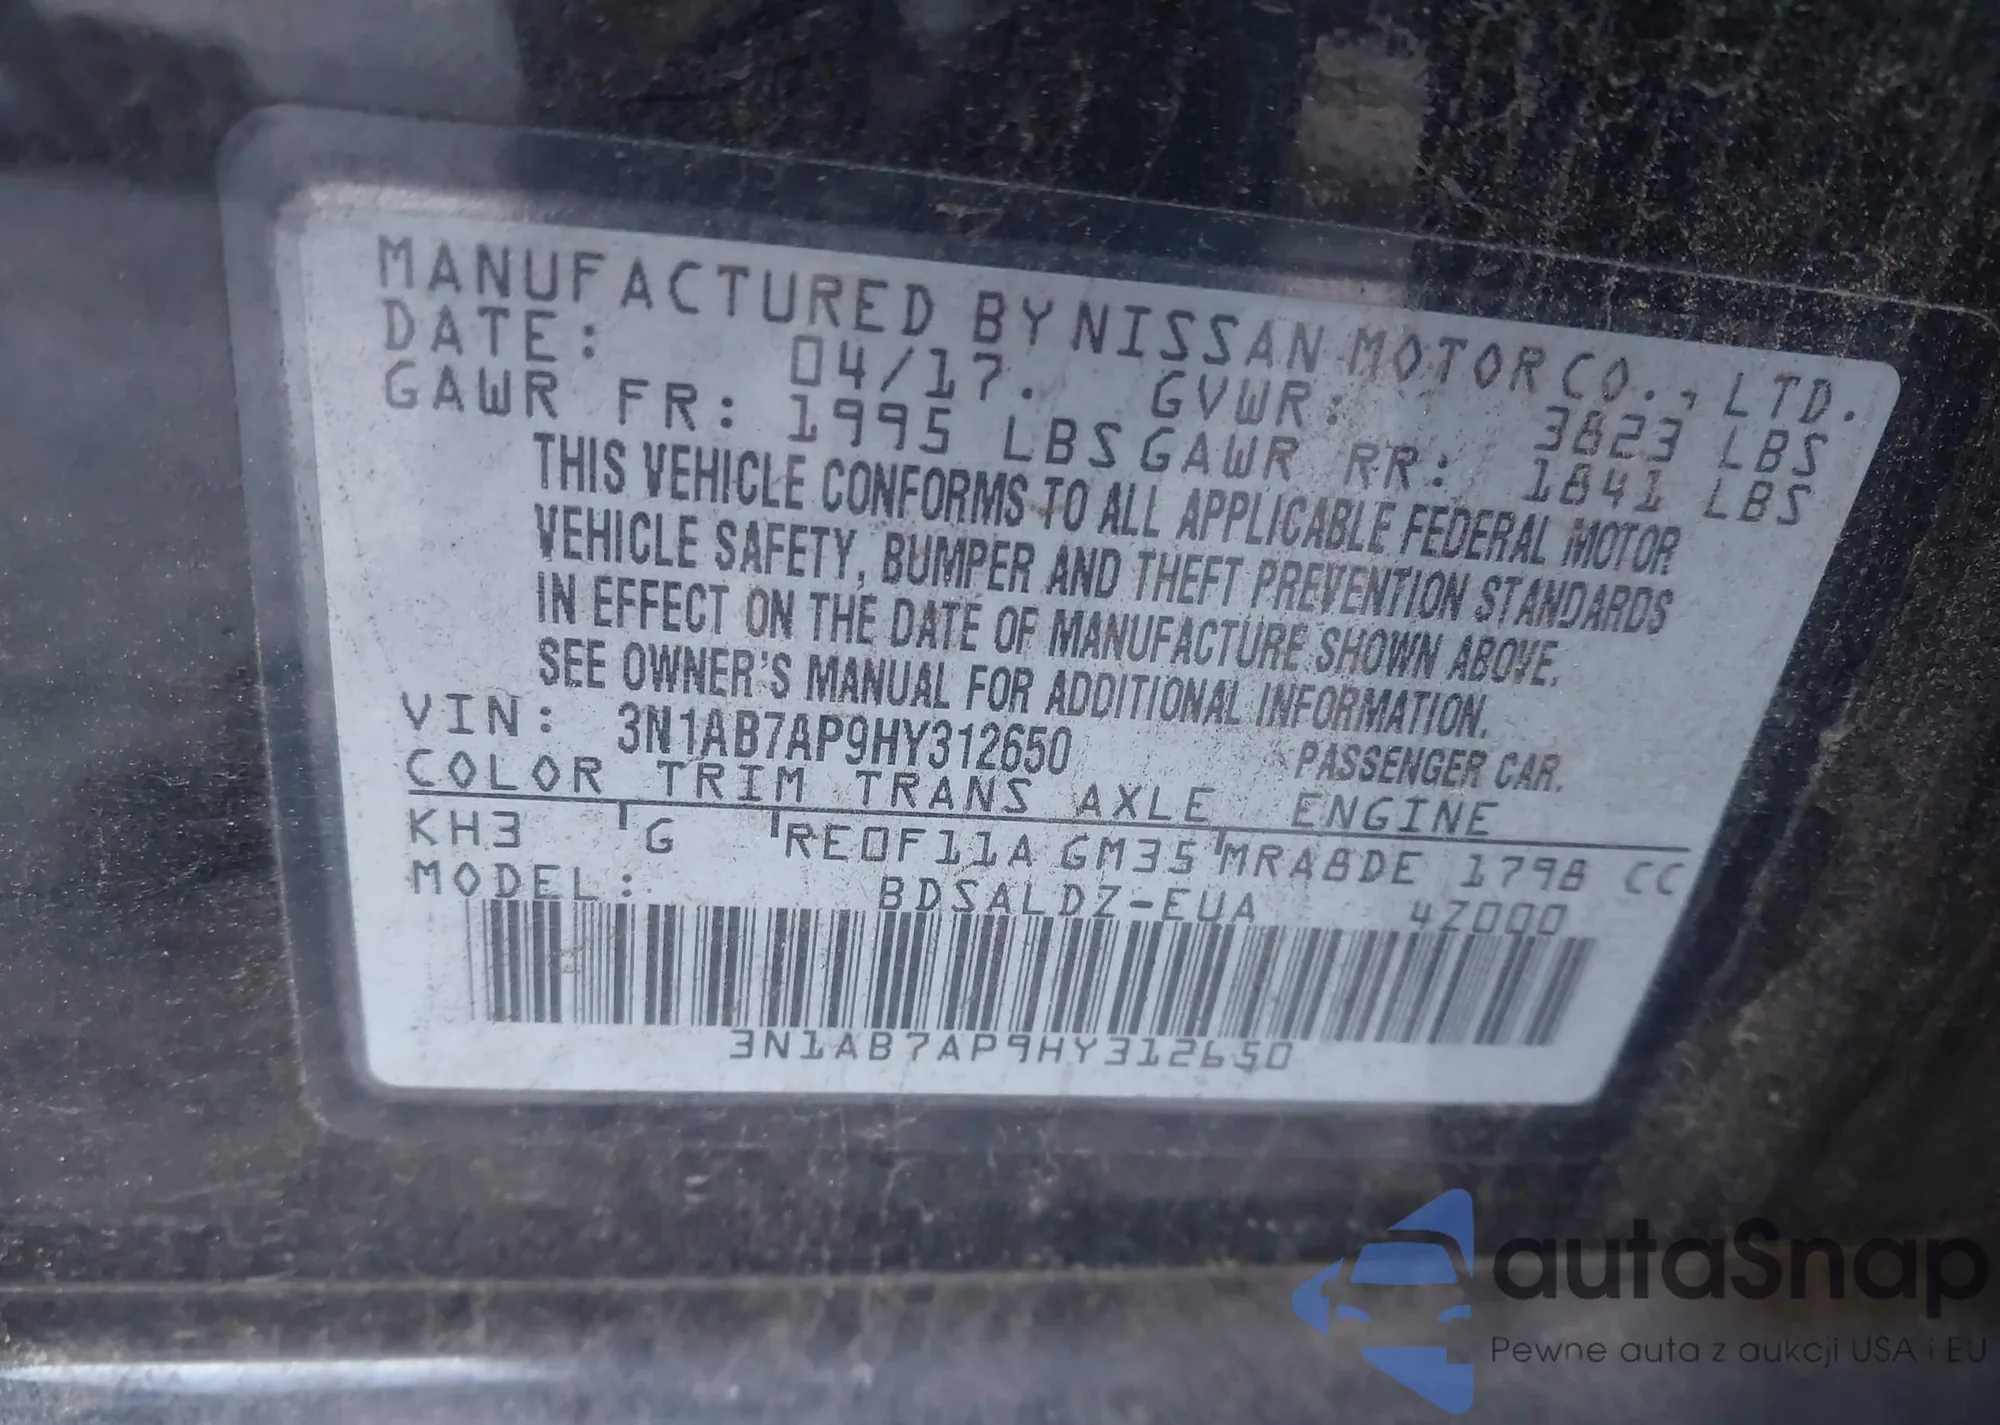 MANUFACTURED BY NISSAN MOTOR CO., LTD.
DATE: 04/17. GVWR: 3823 LBS
GAWR FR: 1995 LBS GAWR RR: 1841 LBS
THIS VEHICLE CONFORMS TO ALL APPLICABLE FEDERAL MOTOR
VEHICLE SAFETY, BUMPER AND THEFT PREVENTION STANDARDS
IN EFFECT ON THE DATE OF MANUFACTURE SHOWN ABOVE.
SEE OWNER'S MANUAL FOR ADDITIONAL INFORMATION.
VIN: 3N1AB7AP9HY312650 PASSENGER CAR.
COLOR TRIM TRANS AXLE ENGINE
KH3 G RE0F11A GM35 MRA8DE 1798 CC
MODEL: BDSALDZ-EUA 4Z000
3N1AB7AP9HY312650
autaSnap
Pewne auta z aukcji USA i EU